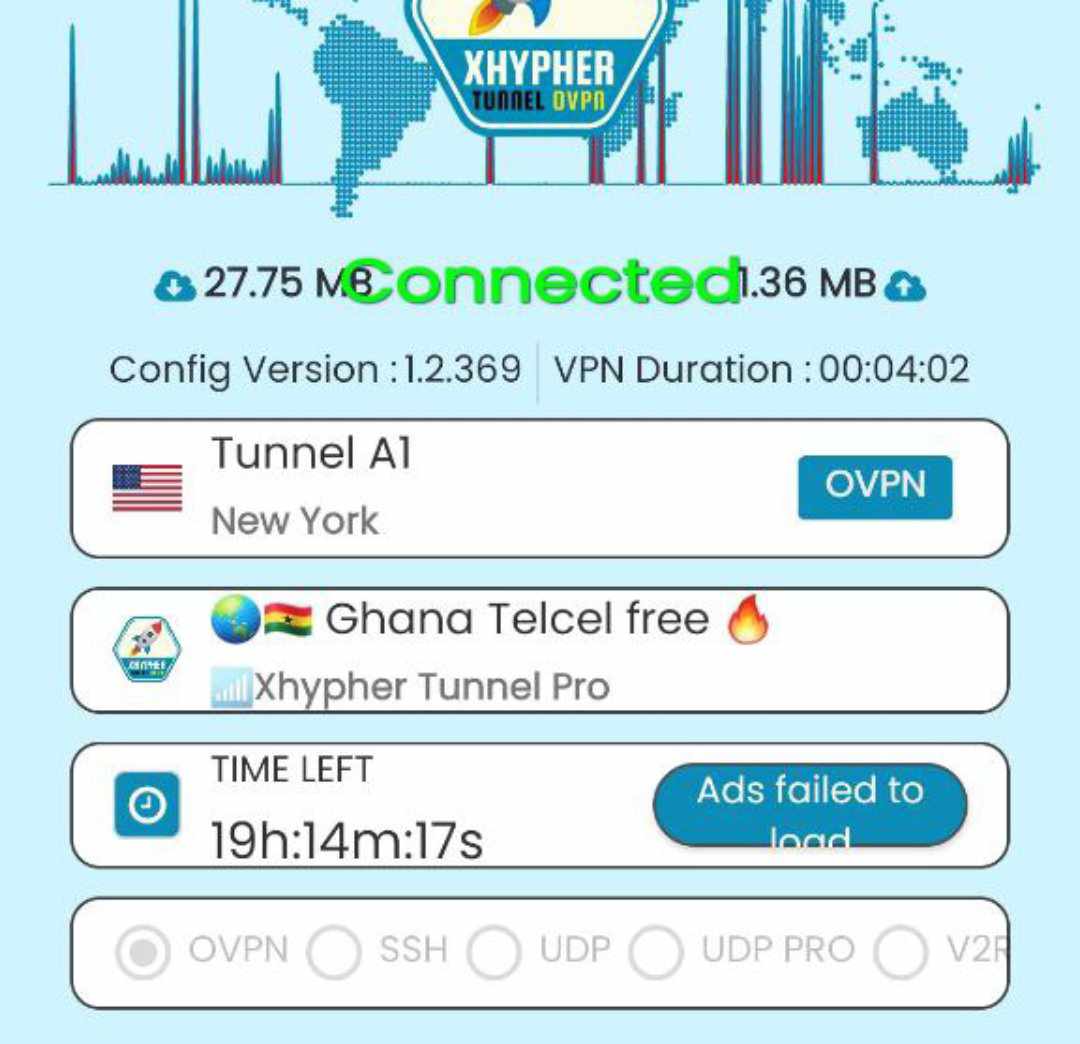 XHYPHER
TUNNEL OVPN
27.75 MB Connected 1.36 MB
Config Version : 1.2.369 VPN Duration : 00:04:02
Tunnel A1
New York
OVPN
Ghana Telcel free
Xhypher Tunnel Pro
TIME LEFT
19h:14m:17s
Ads failed to
load
OVPN SSH UDP UDP PRO V2R